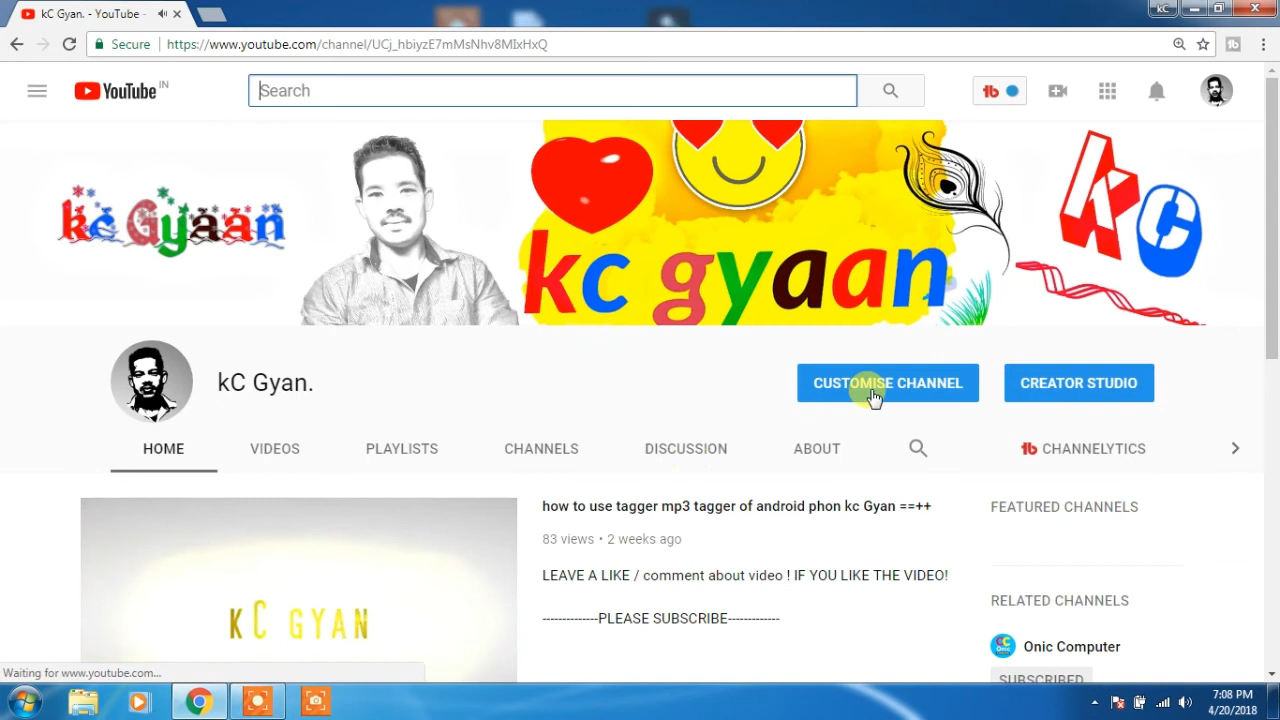 kC Gyan. - YouTube -
kC
Secure
https://www.youtube.com/channel/UCj_hbiyzE7mMsNhv8MIxHxQ
YouTube IN
Search
kc Gyaan
kc gyaan
kc
kC Gyan.
CUSTOMISE CHANNEL
CREATOR STUDIO
HOME
VIDEOS
PLAYLISTS
CHANNELS
DISCUSSION
ABOUT
CHANNELYTICS
how to use tagger mp3 tagger of android phon kc Gyan ==++
83 views • 2 weeks ago
LEAVE A LIKE / comment about video ! IF YOU LIKE THE VIDEO!
--------------PLEASE SUBSCRIBE-------------
KC GYAN
FEATURED CHANNELS
RELATED CHANNELS
Onic Computer
SUBSCRIBED
Waiting for www.youtube.com...
7:08 PM
4/20/2018